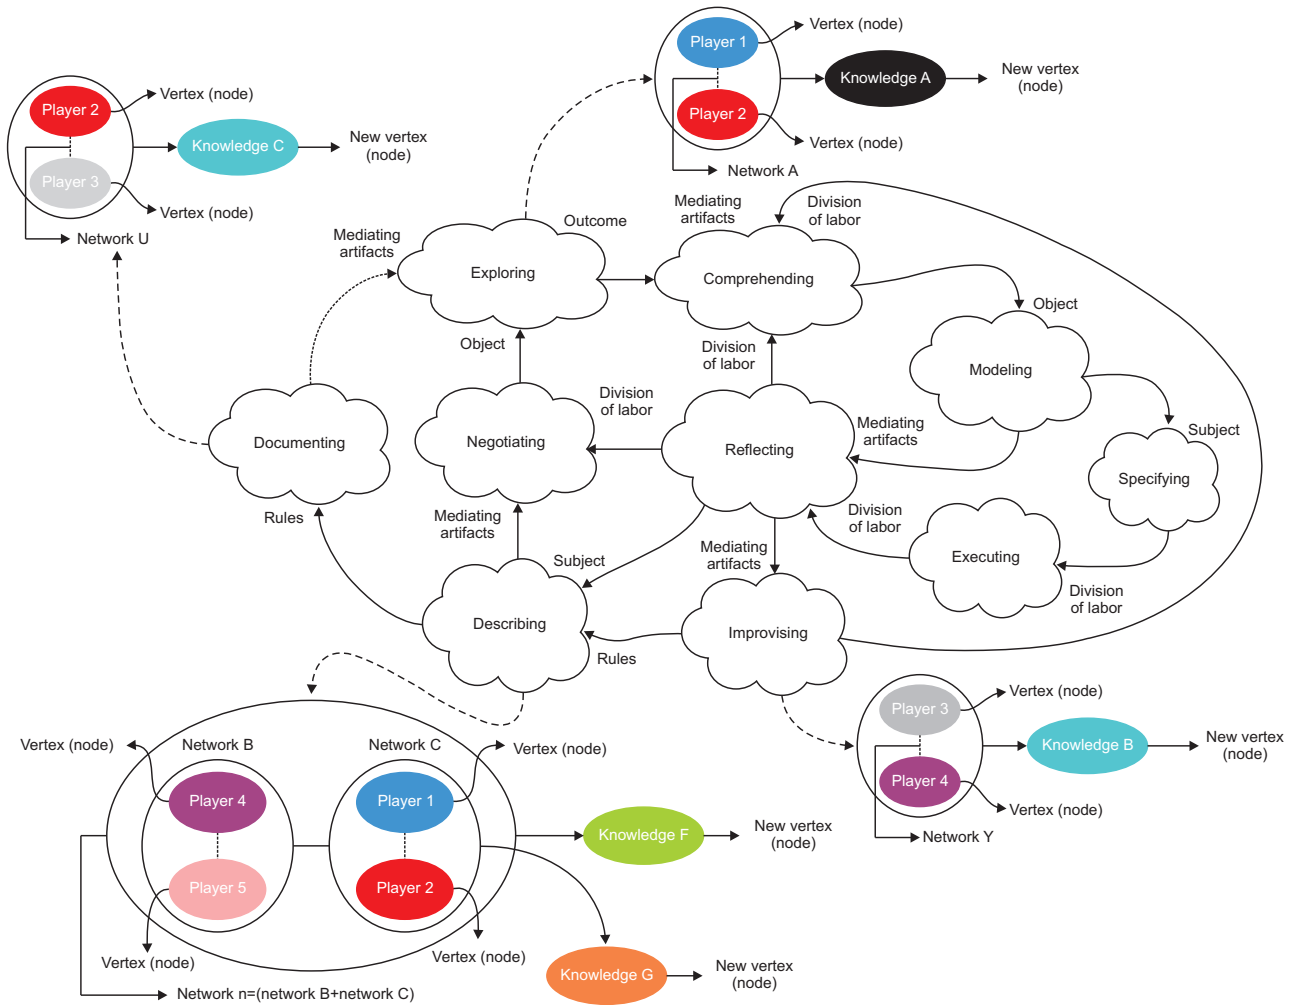 Player 1
Vertex (node)
Knowledge A
New vertex
(node)
Player 2
Vertex (node)
Network A
Player 2
Vertex (node)
Knowledge C
New vertex
(node)
Player 3
Vertex (node)
Network U
Mediating
artifacts
Outcome
Exploring
Mediating
artifacts
Division
of labor
Comprehending
Object
Object
Division
of labor
Modeling
Division
of labor
Documenting
Negotiating
Reflecting
Mediating
artifacts
Subject
Specifying
Rules
Mediating
artifacts
Division
of labor
Mediating
artifacts
Subject
Executing
Division
of labor
Describing
Improvising
Rules
Player 3
Vertex (node)
Knowledge B
New vertex
(node)
Player 4
Vertex (node)
Network Y
Vertex (node)
Network B
Network C
Vertex (node)
Player 4
Player 1
Knowledge F
New vertex
(node)
Player 5
Player 2
Vertex (node)
Vertex (node)
Knowledge G
New vertex
(node)
Network n=(network B+network C)